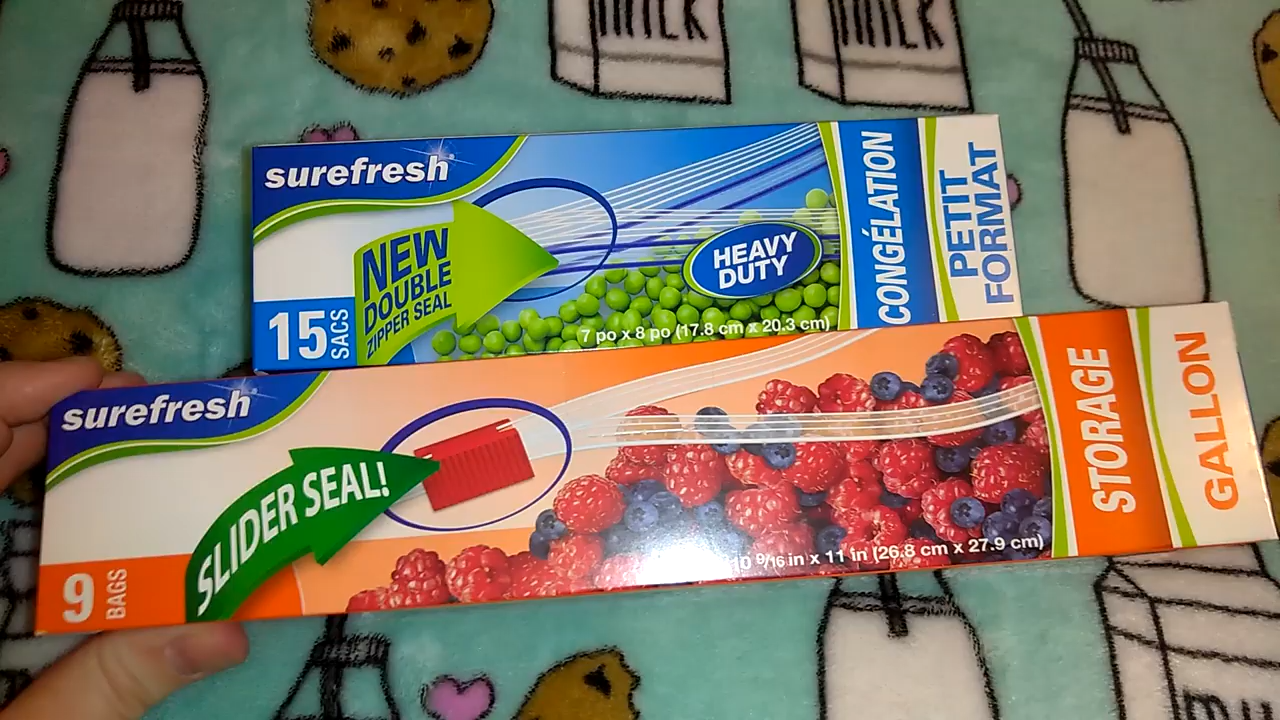 MILK
MILK
surefresh
NEW
DOUBLE
ZIPPER SEAL
15 SACS
HEAVY
DUTY
7 po x 8 po (17.8 cm x 20.3 cm)
CONGÉLATION
PETIT
FORMAT
surefresh
SLIDER SEAL!
9 BAGS
10 9/16 in x 11 in (26.8 cm x 27.9 cm)
STORAGE
GALLON